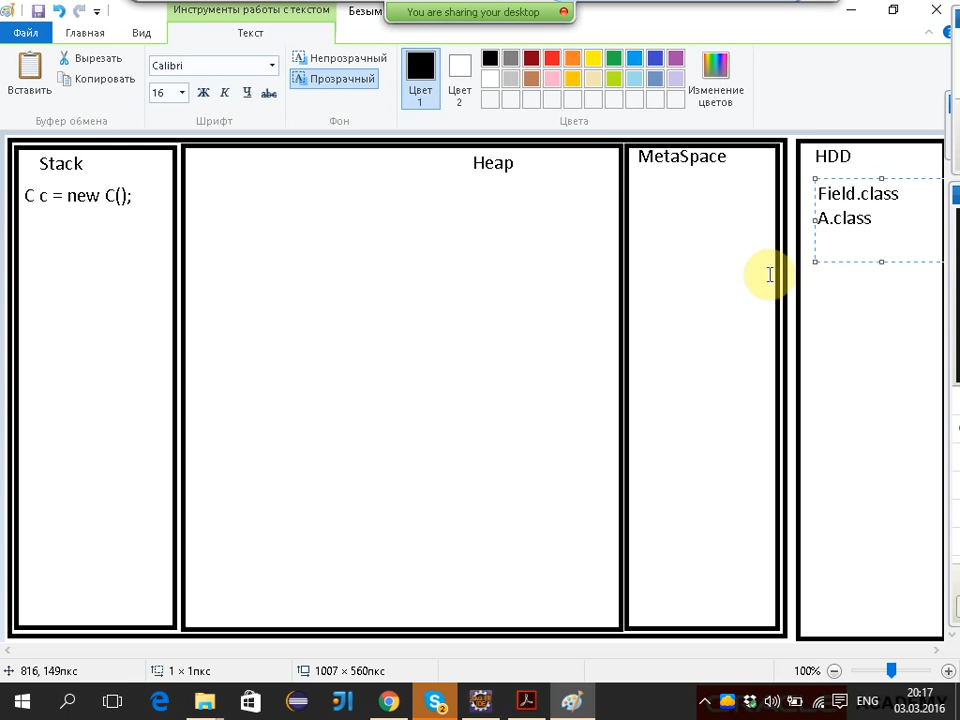 Инструменты работы с текстом
Безым
You are sharing your desktop
Файл
Главная
Вид
Текст
Вставить
Вырезать
Копировать
Буфер обмена
Calibri
16
Ж К Ч abc
Шрифт
Непрозрачный
Прозрачный
Фон
Цвет 1
Цвет 2
Изменение цветов
Цвета
Stack
C c = new C();
Heap
MetaSpace
HDD
Field.class
A.class
816, 149пкс
1 × 1пкс
1007 × 560пкс
100%
2
ENG
20:17
03.03.2016